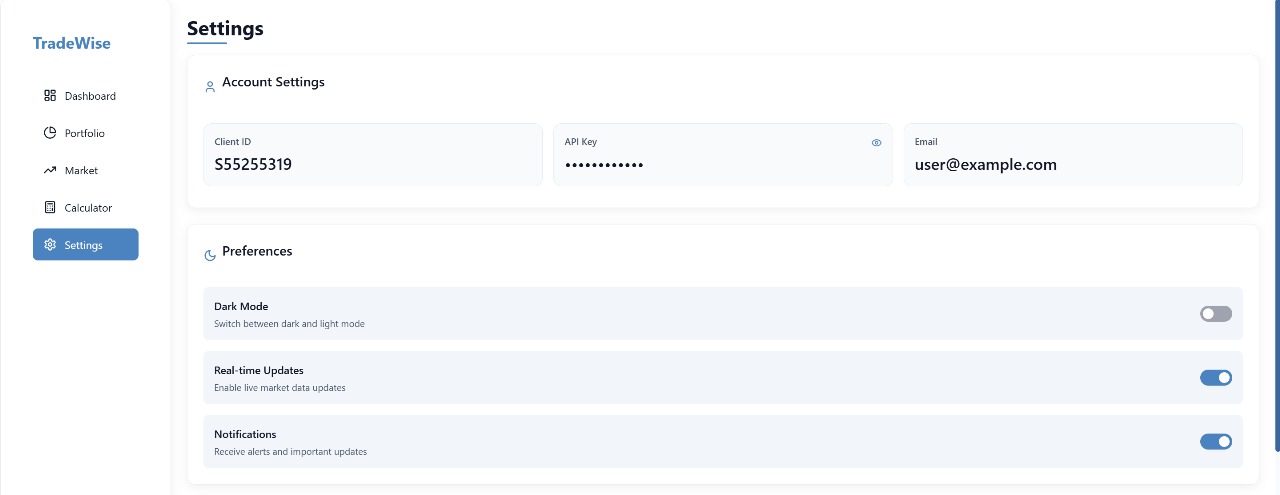 TradeWise
Dashboard
Portfolio
Market
Calculator
Settings
Settings
Account Settings
Client ID
S55255319
API Key
••••••••••••
Email
user@example.com
Preferences
Dark Mode
Switch between dark and light mode
Real-time Updates
Enable live market data updates
Notifications
Receive alerts and important updates